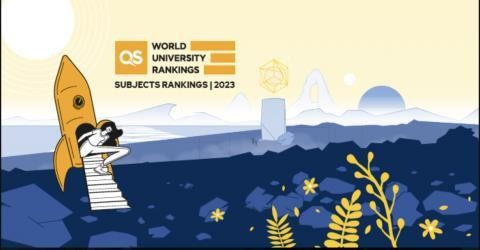 QS
WORLD
UNIVERSITY
RANKINGS
SUBJECTS RANKINGS | 2023